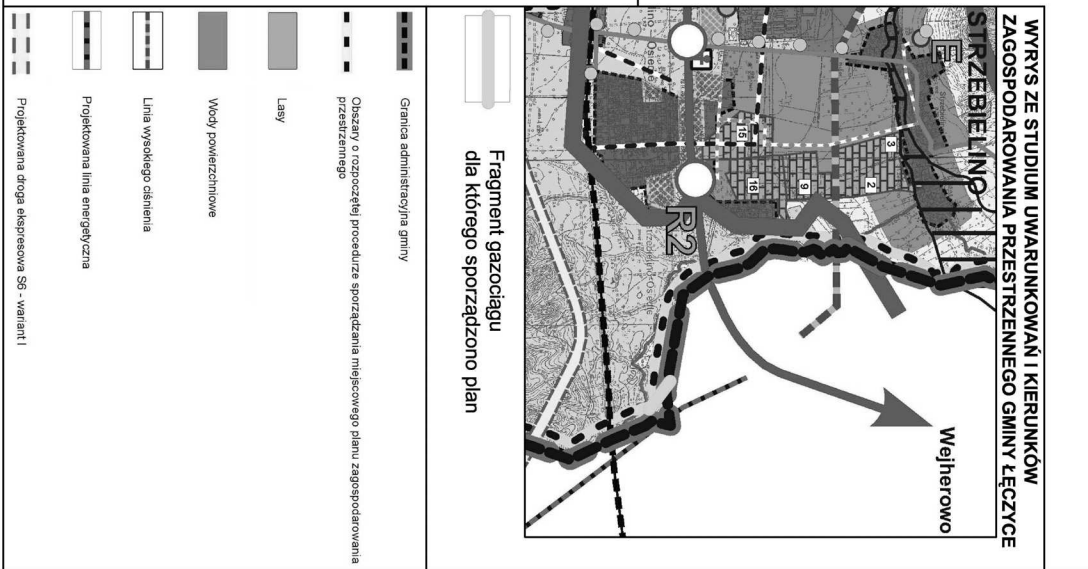 WYRYS ZE STUDIUM UWARUNKOWAŃ I KIERUNKÓW
ZAGOSPODAROWANIA PRZESTRZENNEGO GMINY ŁĘCZYCE
STRZEBIELINO
E
3
2
9
15
16
R2
Wejherowo
Fragment gazociągu
dla którego sporządzono plan
Granica administracyjna gminy
Obszary o rozpoczętej procedurze sporządzania miejscowego planu zagospodarowania
przestrzennego
Lasy
Wody powierzchniowe
Linia wysokiego ciśnienia
Projektowana linia energetyczna
Projektowana droga ekspresowa S6 - wariant I